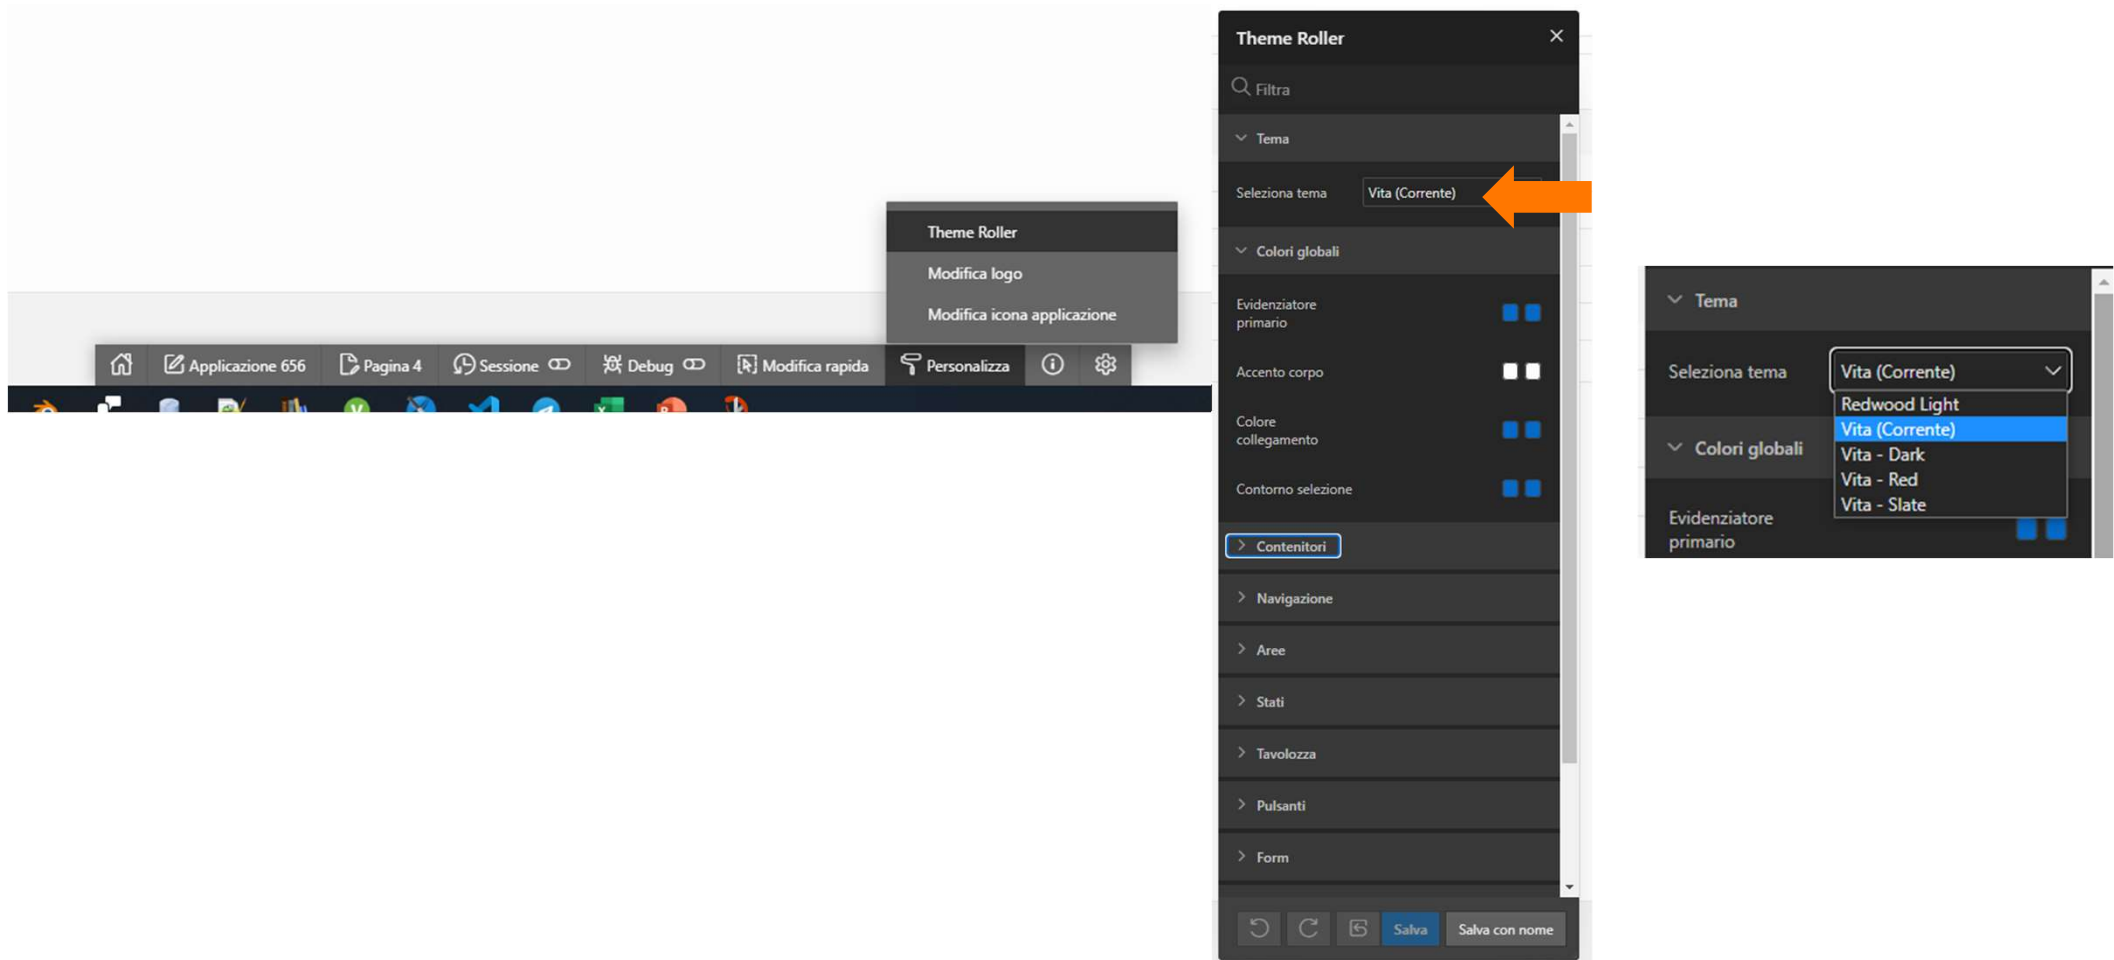 Theme Roller
Modifica logo
Modifica icona applicazione
Applicazione 656
Pagina 4
Sessione
Debug
Modifica rapida
Personalizza
Theme Roller
Filtra
Tema
Seleziona tema
Vita (Corrente)
Colori globali
Evidenziatore
primario
Accento corpo
Colore
collegamento
Contorno selezione
Contenitori
Navigazione
Aree
Stati
Tavolozza
Pulsanti
Form
Salva
Salva con nome
Tema
Seleziona tema
Vita (Corrente)
Redwood Light
Vita (Corrente)
Vita - Dark
Vita - Red
Vita - Slate
Colori globali
Evidenziatore
primario